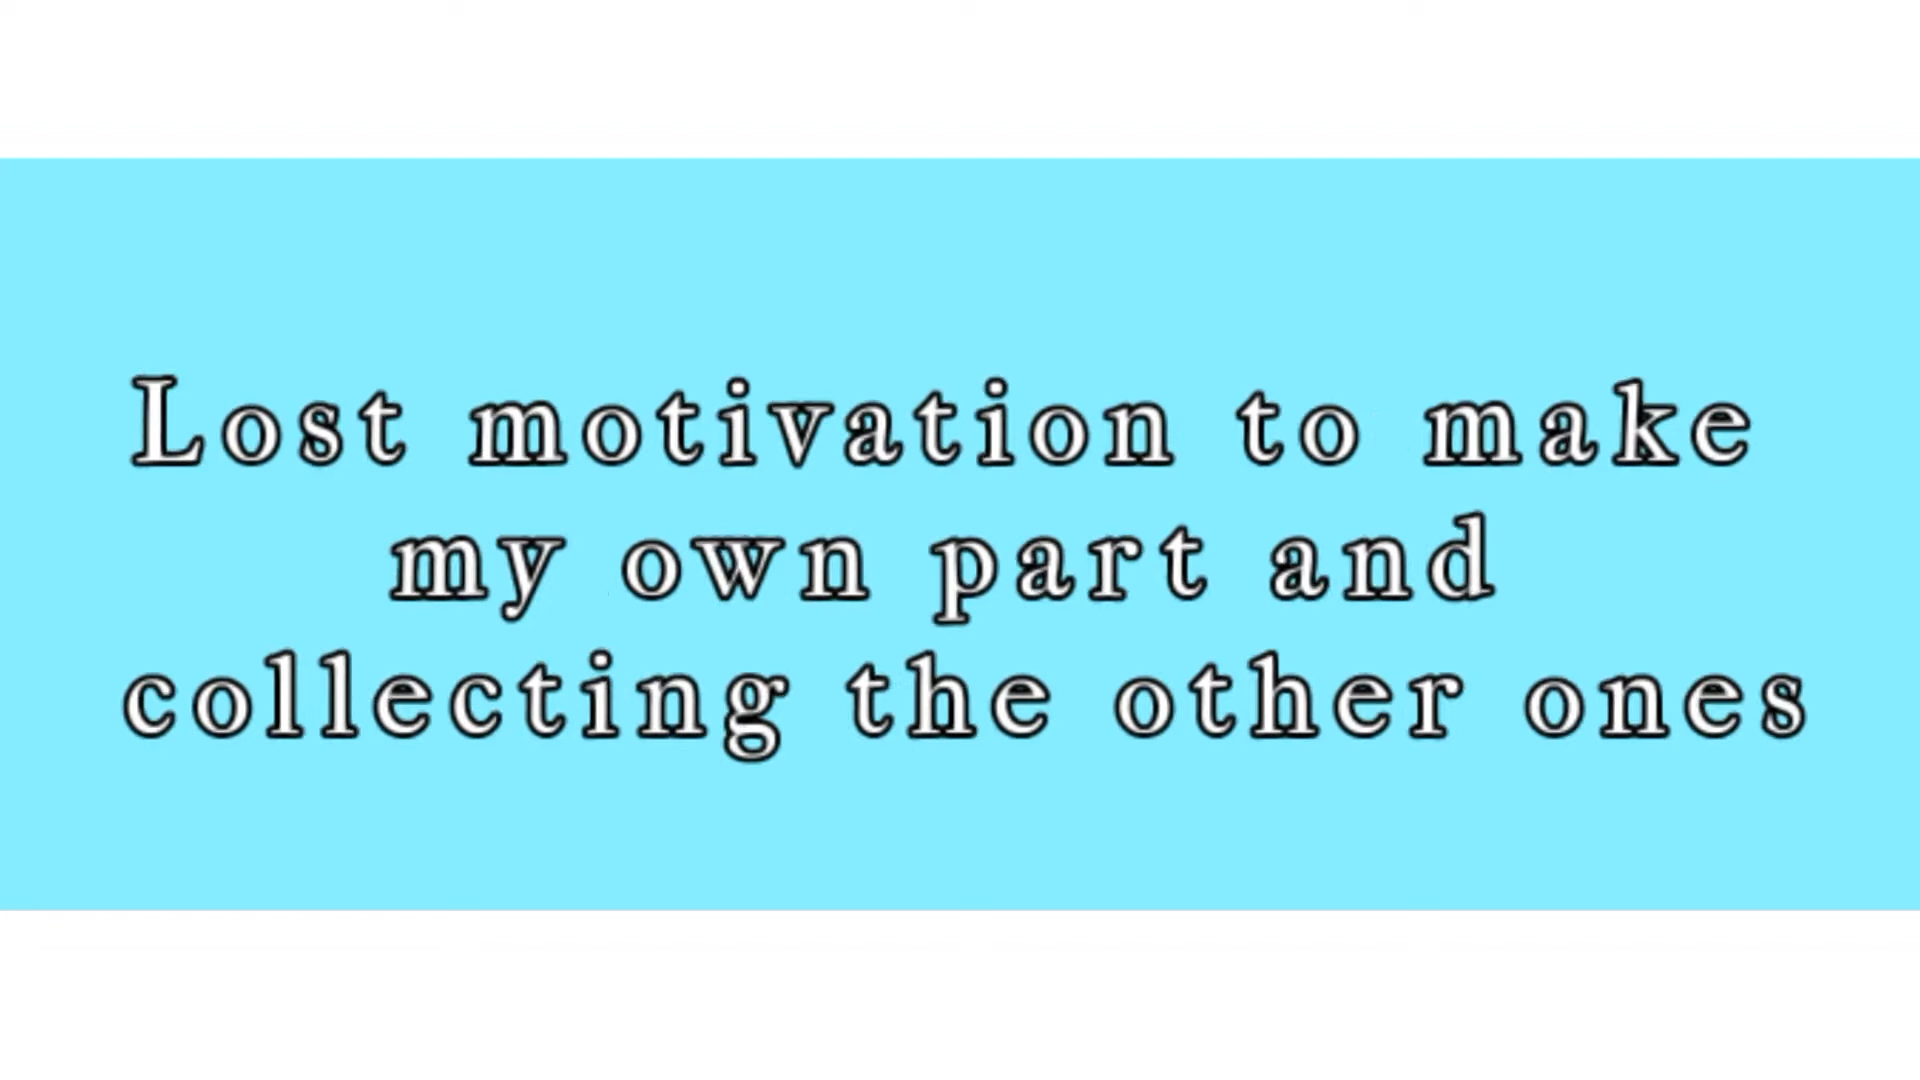 Lost motivation to make
my own part and
collecting the other ones